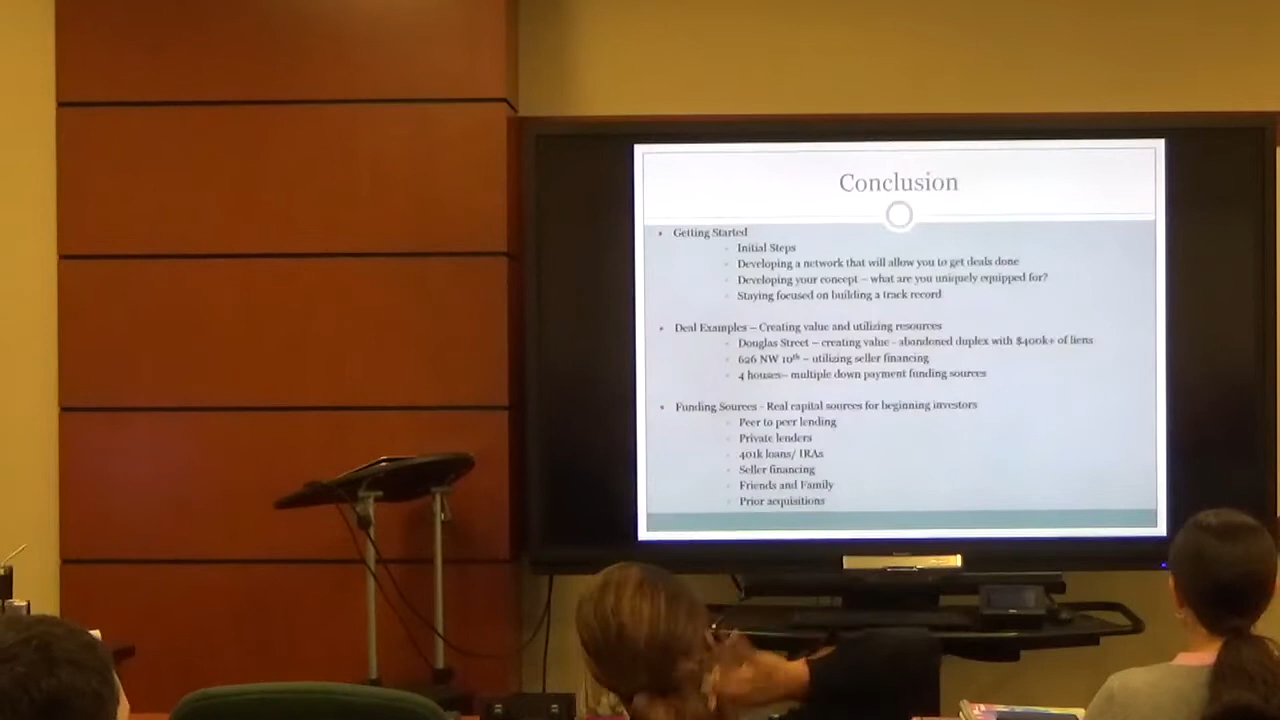 Conclusion
Getting Started
Initial Steps
Developing a network that will allow you to get deals done
Developing your concept – what are you uniquely equipped for?
Staying focused on building a track record
Deal Examples – Creating value and utilizing resources
Douglas Street – creating value - abandoned duplex with $400k+ of liens
626 NW 10th – utilizing seller financing
4 houses– multiple down payment funding sources
Funding Sources - Real capital sources for beginning investors
Peer to peer lending
Private lenders
401k loans/ IRAs
Seller financing
Friends and Family
Prior acquisitions